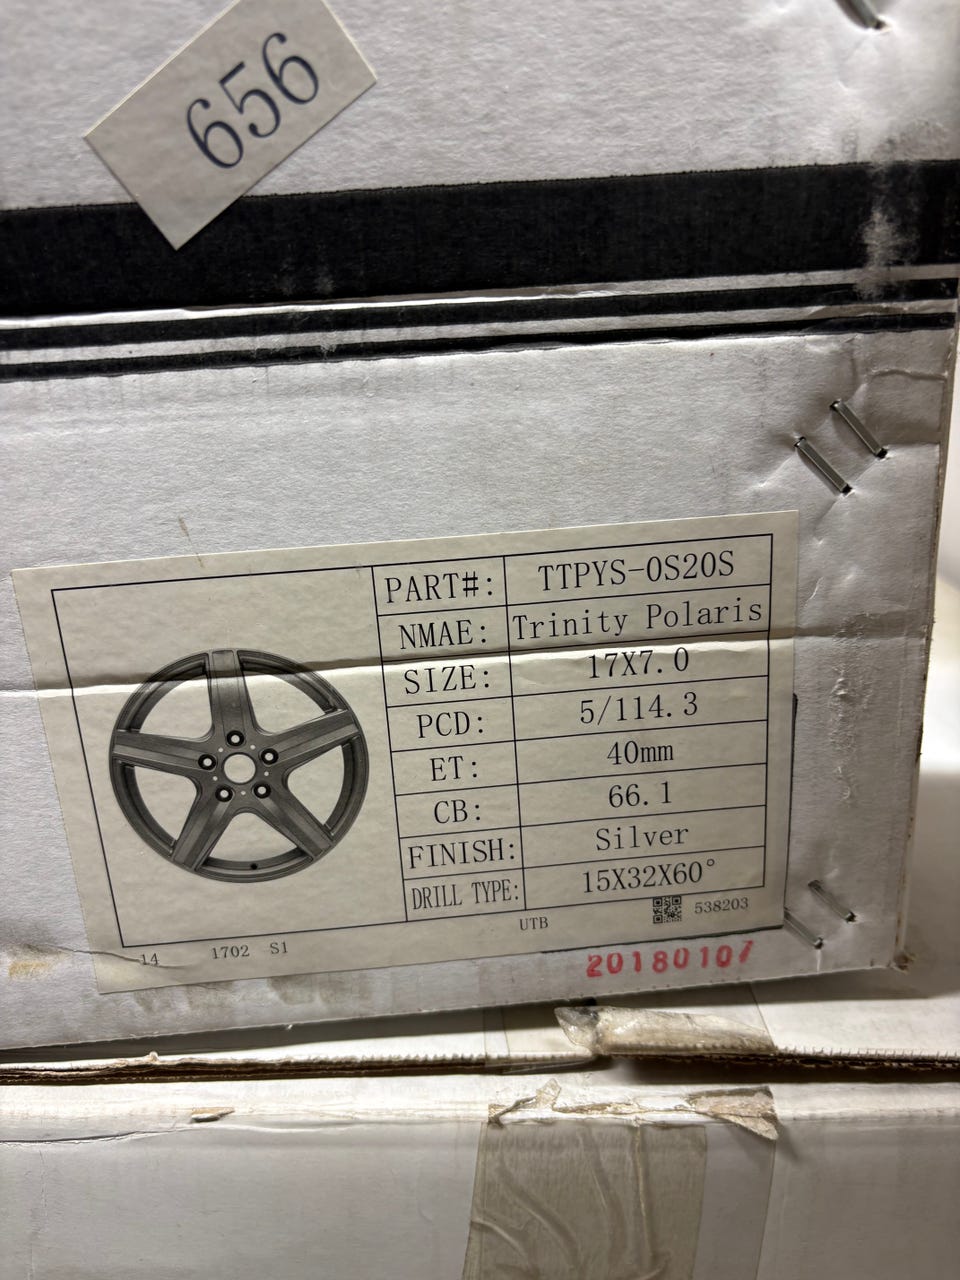 656
PART#: TTPYS-0S20S
NMAE: Trinity Polaris
SIZE: 17X7.0
PCD: 5/114.3
ET: 40mm
CB: 66.1
FINISH: Silver
DRILL TYPE: 15X32X60°
14 1702 S1 UTB 538203
20180107